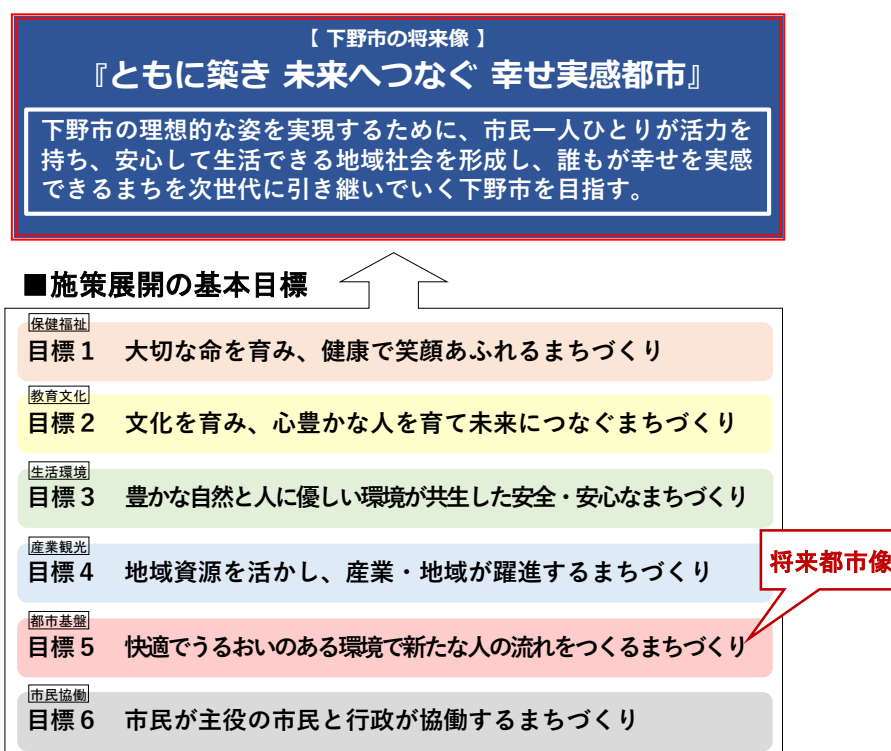 【 下野市の将来像 】
『ともに築き 未来へつなぐ 幸せ実感都市』
下野市の理想的な姿を実現するために、市民一人ひとりが活力を
持ち、安心して生活できる地域社会を形成し、誰もが幸せを実感
できるまちを次世代に引き継いでいく下野市を目指す。
■施策展開の基本目標
保健福祉
目標1 大切な命を育み、健康で笑顔あふれるまちづくり
教育文化
目標2 文化を育み、心豊かな人を育て未来につなぐまちづくり
生活環境
目標3 豊かな自然と人に優しい環境が共生した安全・安心なまちづくり
産業観光
目標4 地域資源を活かし、産業・地域が躍進するまちづくり
将来都市像
都市基盤
目標5 快適でうるおいのある環境で新たな人の流れをつくるまちづくり
市民協働
目標6 市民が主役の市民と行政が協働するまちづくり